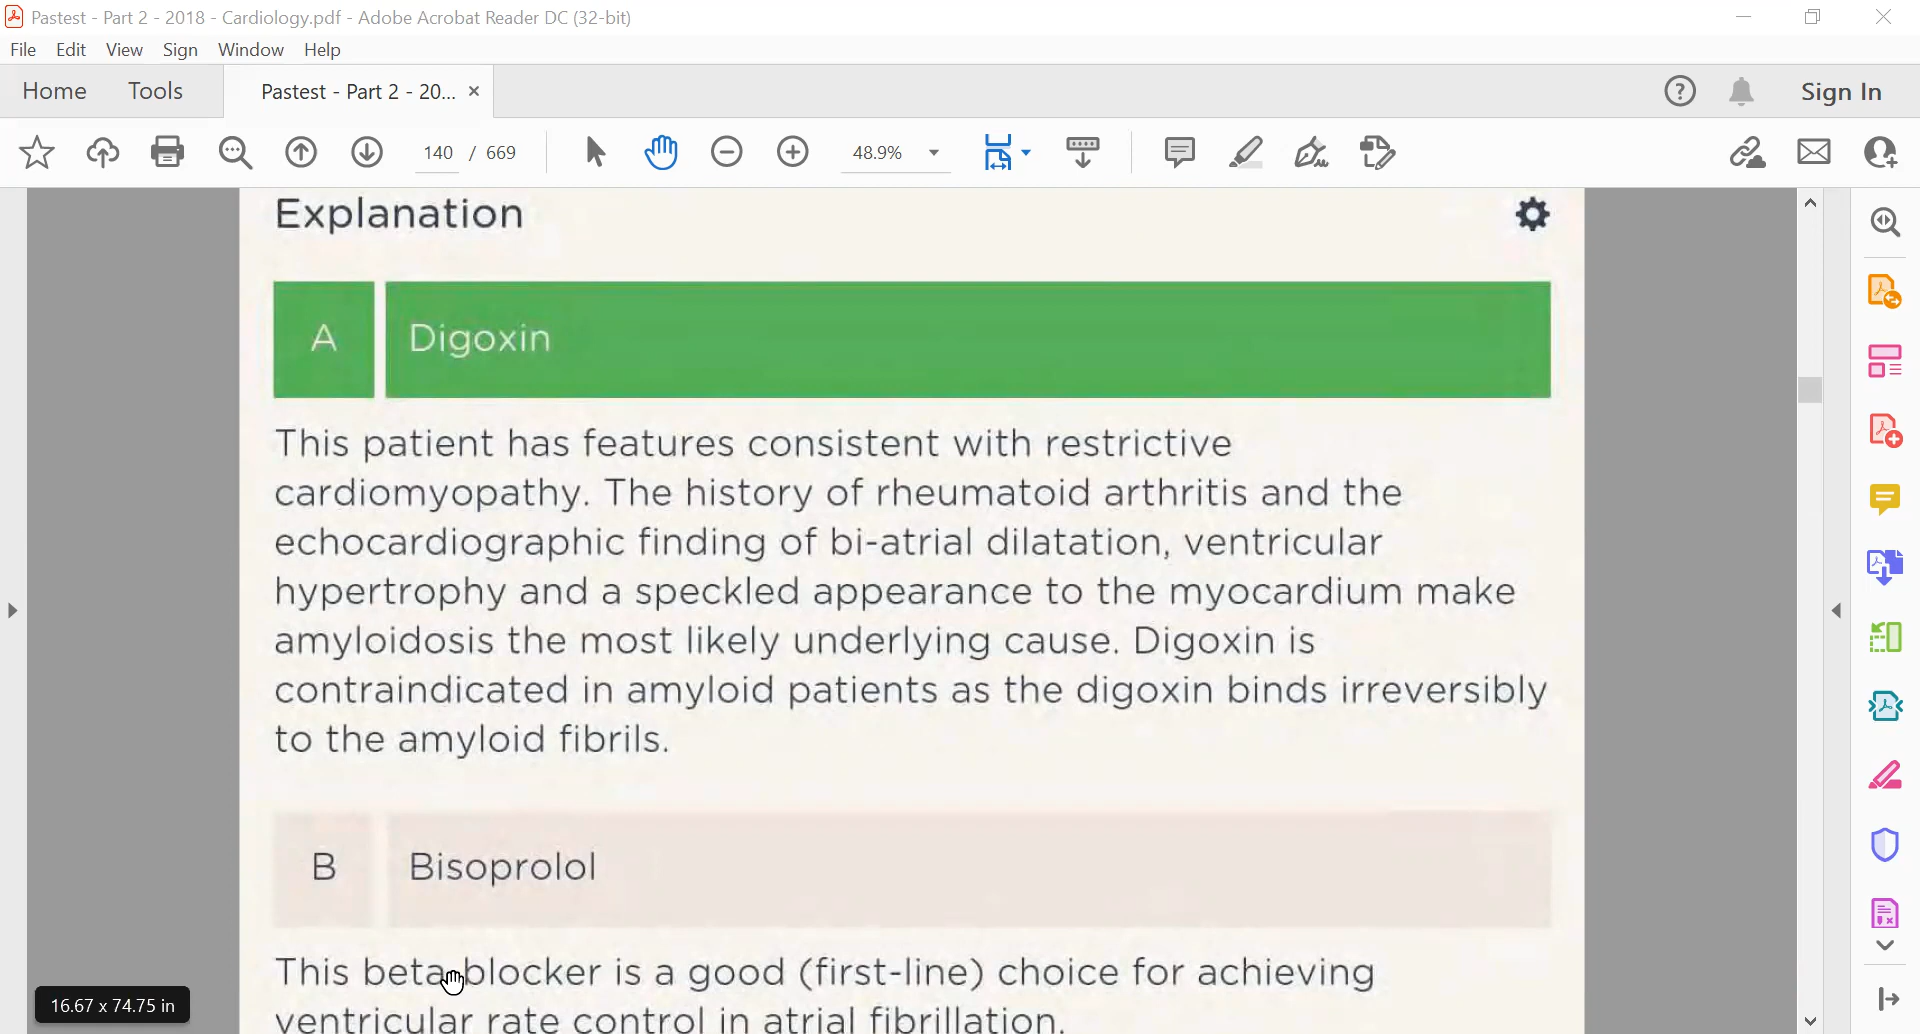 Pastest - Part 2 - 2018 - Cardiology.pdf - Adobe Acrobat Reader DC (32-bit)
File Edit View Sign Window Help
Home Tools Pastest - Part 2 - 20... × Sign In
140 / 669 48.9%
Explanation
A Digoxin
This patient has features consistent with restrictive
cardiomyopathy. The history of rheumatoid arthritis and the
echocardiographic finding of bi-atrial dilatation, ventricular
hypertrophy and a speckled appearance to the myocardium make
amyloidosis the most likely underlying cause. Digoxin is
contraindicated in amyloid patients as the digoxin binds irreversibly
to the amyloid fibrils.
B Bisoprolol
This beta-blocker is a good (first-line) choice for achieving
ventricular rate control in atrial fibrillation.
16.67 x 74.75 in